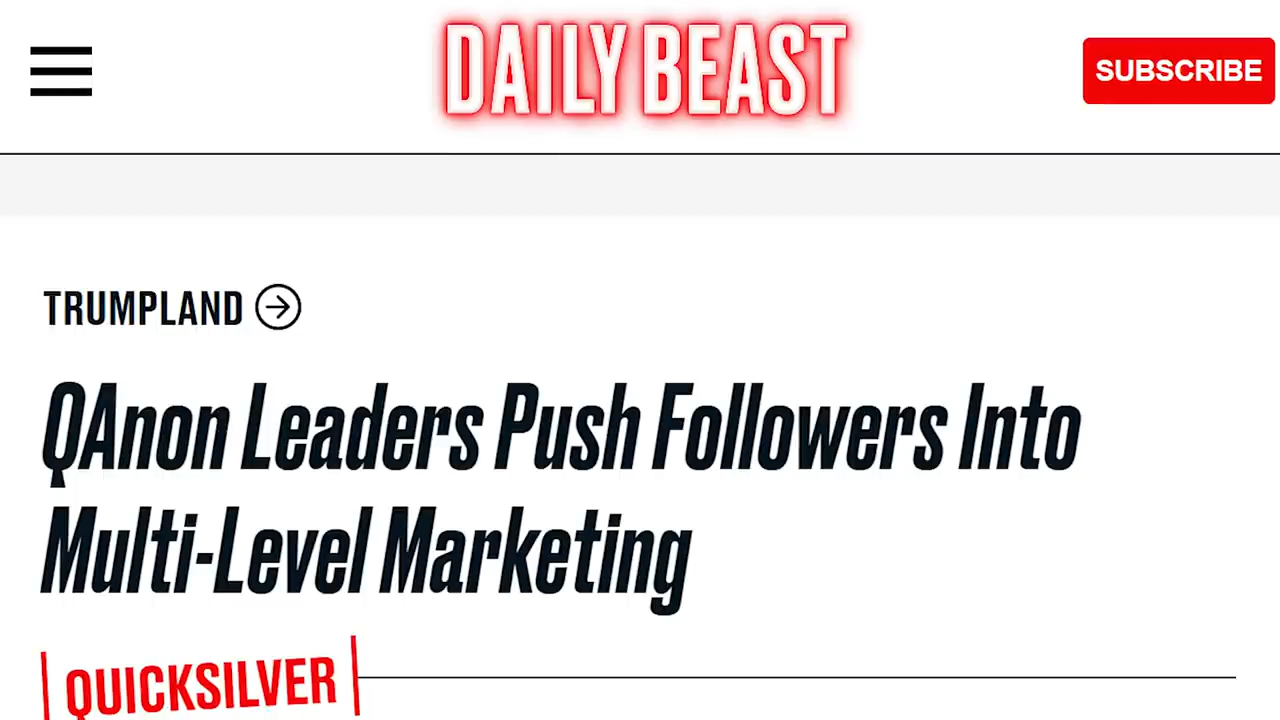 DAILY BEAST
SUBSCRIBE
TRUMPLAND
QAnon Leaders Push Followers Into
Multi-Level Marketing
QUICKSILVER